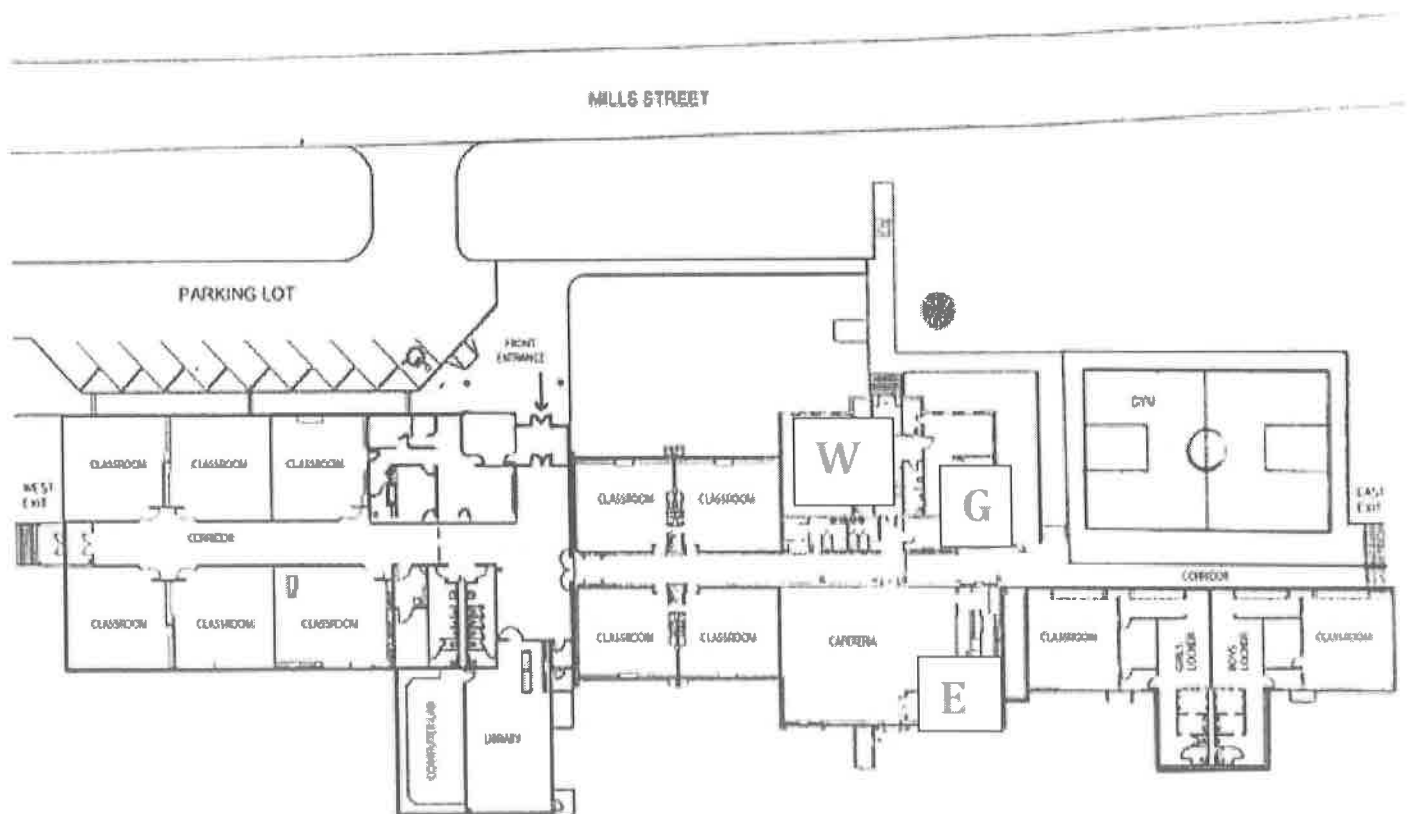 MILLS STREET
PARKING LOT
FRONT
ENTRANCE
GYM
W
CLASSROOM
CLASSROOM
CLASSROOM
WEST
EXIT
CLASSROOM
CLASSROOM
G
EAST
EXIT
CORRIDOR
CORRIDOR
CLASSROOM
CLASSROOM
CLASSROOM
CLASSROOM
CLASSROOM
CAFETERIA
CLASSROOM
GIRLS
LOCKER
BOYS
LOCKER
CLASSROOM
E
COMPUTER LAB
LIBRARY